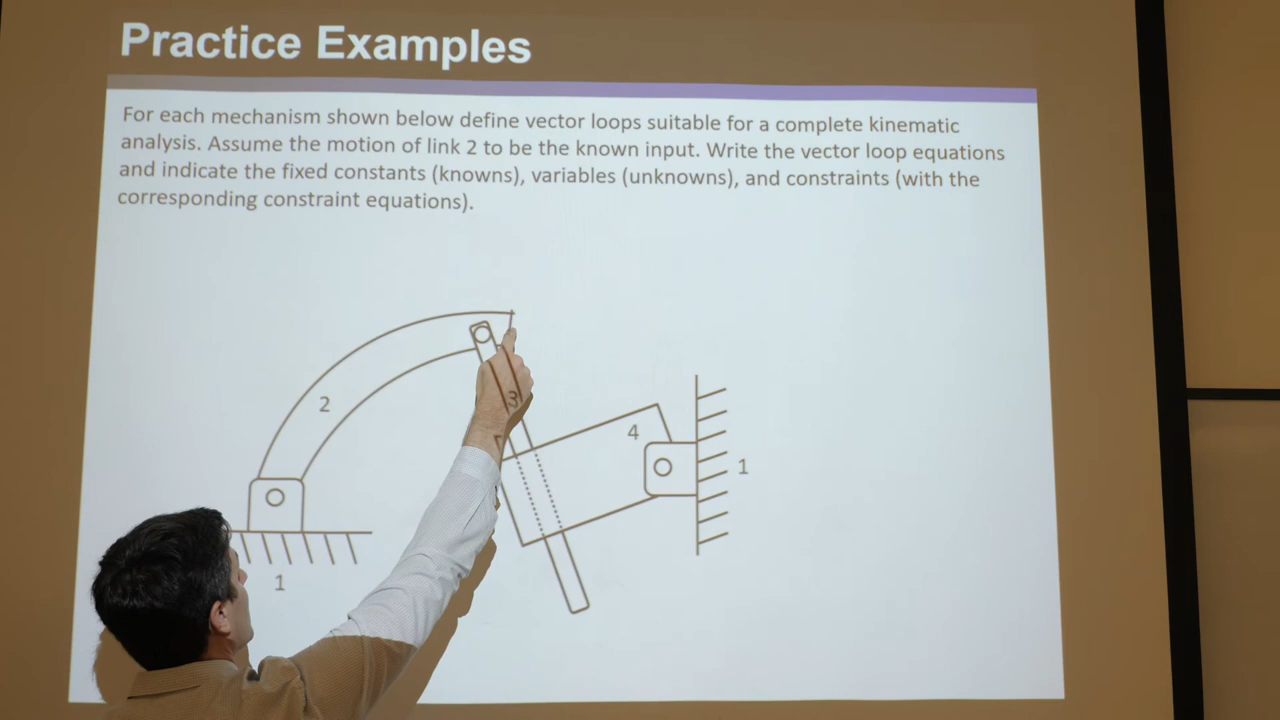 Practice Examples
For each mechanism shown below define vector loops suitable for a complete kinematic
analysis. Assume the motion of link 2 to be the known input. Write the vector loop equations
and indicate the fixed constants (knowns), variables (unknowns), and constraints (with the
corresponding constraint equations).
2
3
4
1
1